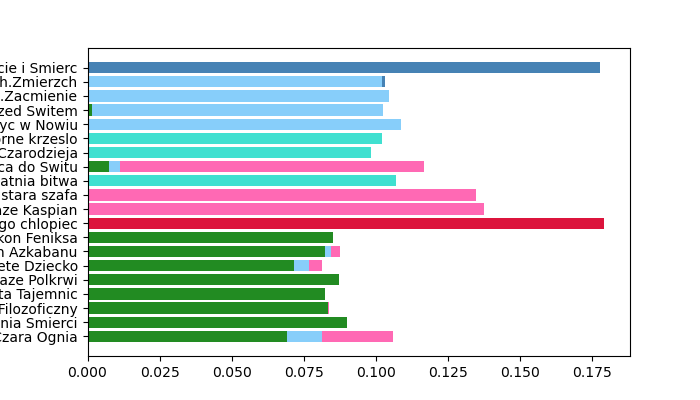 cie i Smierc
h.Zmierzch
.Zacmienie
zed Switem
yc w Nowiu
rne krzeslo
Czarodzieja
ca do Switu
atnia bitwa
stara szafa
aze Kaspian
go chlopiec
kon Feniksa
n Azkabanu
ete Dziecko
aze Polkrwi
ta Tajemnic
Filozoficzny
nia Smierci
Czara Ognia
0.000 0.025 0.050 0.075 0.100 0.125 0.150 0.175